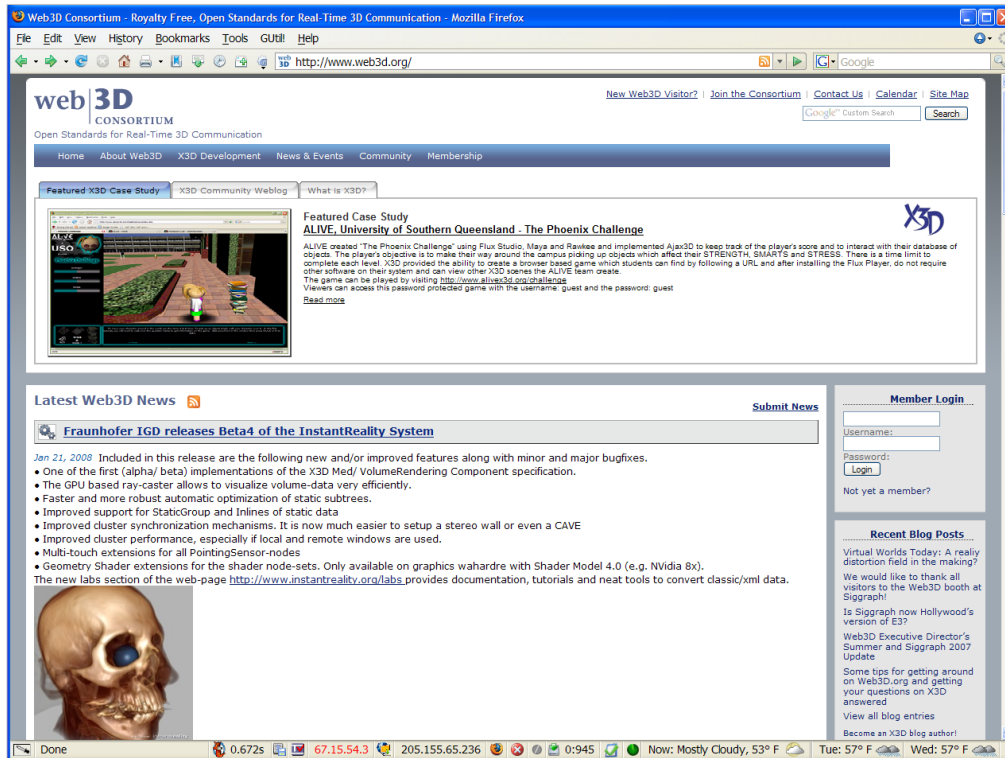 Web3D Consortium - Royalty Free, Open Standards for Real-Time 3D Communication - Mozilla Firefox
File Edit View History Bookmarks Tools GUtil! Help
http://www.web3d.org/ Google
web|3D
CONSORTIUM
Open Standards for Real-Time 3D Communication
New Web3D Visitor? | Join the Consortium | Contact Us | Calendar | Site Map
Google™ Custom Search Search
Home About Web3D X3D Development News & Events Community Membership
Featured X3D Case Study X3D Community Weblog What is X3D?
Featured Case Study
X3D
ALIVE, University of Southern Queensland - The Phoenix Challenge
ALIVE created "The Phoenix Challenge" using Flux Studio, Maya and Rawkee and implemented Ajax3D to keep track of the player's score and to interact with their database of
objects. The player's objective is to make their way around the campus picking up objects which affect their STRENGTH, SMARTS and STRESS. There is a time limit to
complete each level. X3D provided the ability to create a browser based game which students can find by following a URL and after installing the Flux Player, do not require
other software on their system and can view other X3D scenes the ALIVE team create.
The game can be played by visiting http://www.alivex3d.org/challenge
Viewers can access this password protected game with the username: guest and the password: guest
Read more
Latest Web3D News
Submit News
Fraunhofer IGD releases Beta4 of the InstantReality System
Jan 21, 2008 Included in this release are the following new and/or improved features along with minor and major bugfixes.
• One of the first (alpha/ beta) implementations of the X3D Med/ VolumeRendering Component specification.
• The GPU based ray-caster allows to visualize volume-data very efficiently.
• Faster and more robust automatic optimization of static subtrees.
• Improved support for StaticGroup and Inlines of static data
• Improved cluster synchronization mechanisms. It is now much easier to setup a stereo wall or even a CAVE
• Improved cluster performance, especially if local and remote windows are used.
• Multi-touch extensions for all PointingSensor-nodes
• Geometry Shader extensions for the shader node-sets. Only available on graphics wahardre with Shader Model 4.0 (e.g. NVidia 8x).
The new labs section of the web-page http://www.instantreality.org/labs provides documentation, tutorials and neat tools to convert classic/xml data.
Member Login
Username:
Password:
Login
Not yet a member?
Recent Blog Posts
Virtual Worlds Today: A realiy
distortion field in the making?
We would like to thank all
visitors to the Web3D booth at
Siggraph!
Is Siggraph now Hollywood's
version of E3?
Web3D Executive Director's
Summer and Siggraph 2007
Update
Some tips for getting around
on Web3D.org and getting
your questions on X3D
answered
View all blog entries
Become an X3D blog author!
Done 0.672s 67.15.54.3 205.155.65.236 0:945 Now: Mostly Cloudy, 53° F Tue: 57° F Wed: 57° F